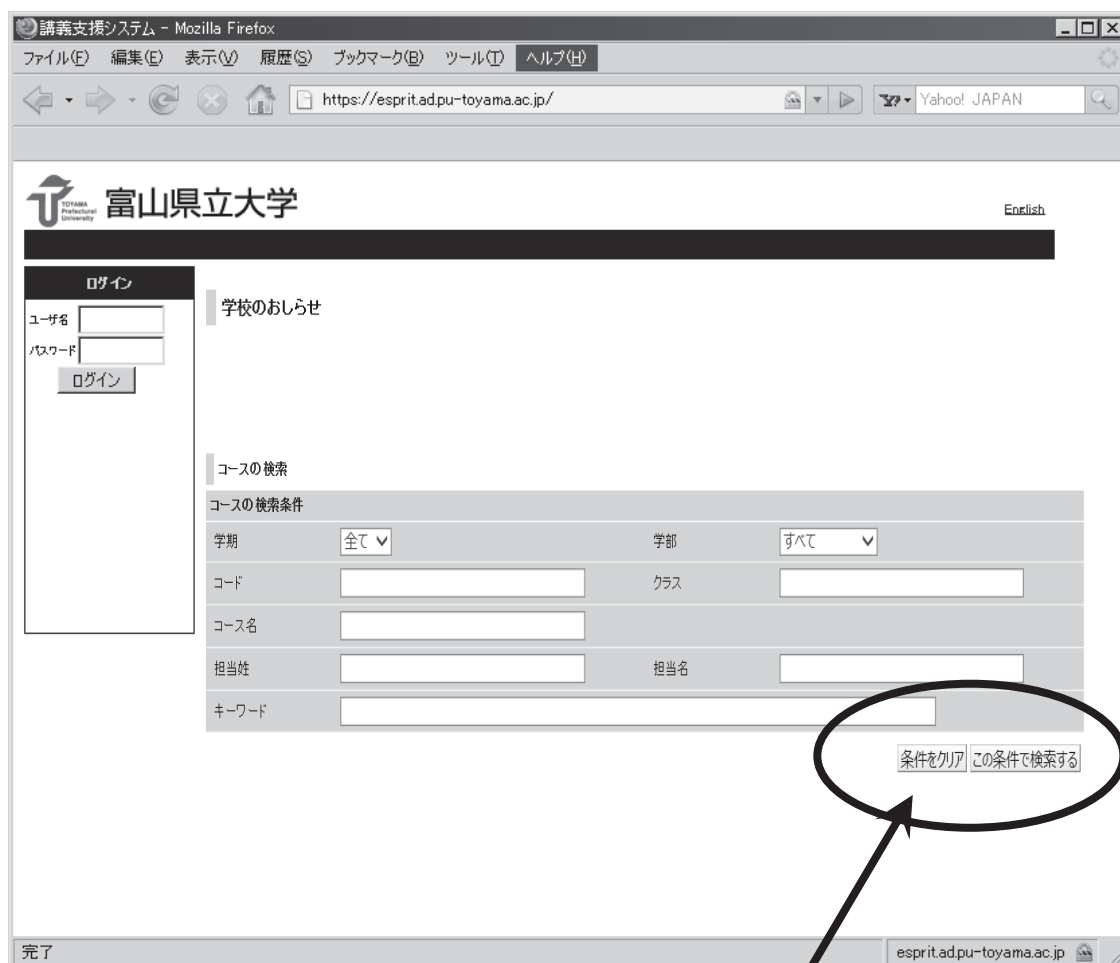 講義支援システム - Mozilla Firefox
ファイル(F) 編集(E) 表示(V) 履歴(S) ブックマーク(B) ツール(T) ヘルプ(H)
https://esprit.ad.pu-toyama.ac.jp/ Yahoo! JAPAN
TOYAMA
Prefectural
University
富山県立大学
English
ログイン
ユーザ名
パスワード
ログイン
学校のおしらせ
コースの検索
コースの検索条件
学期 全て 学部 すべて
コード クラス
コース名
担当姓 担当名
キーワード
条件をクリア この条件で検索する
完了 esprit.ad.pu-toyama.ac.jp